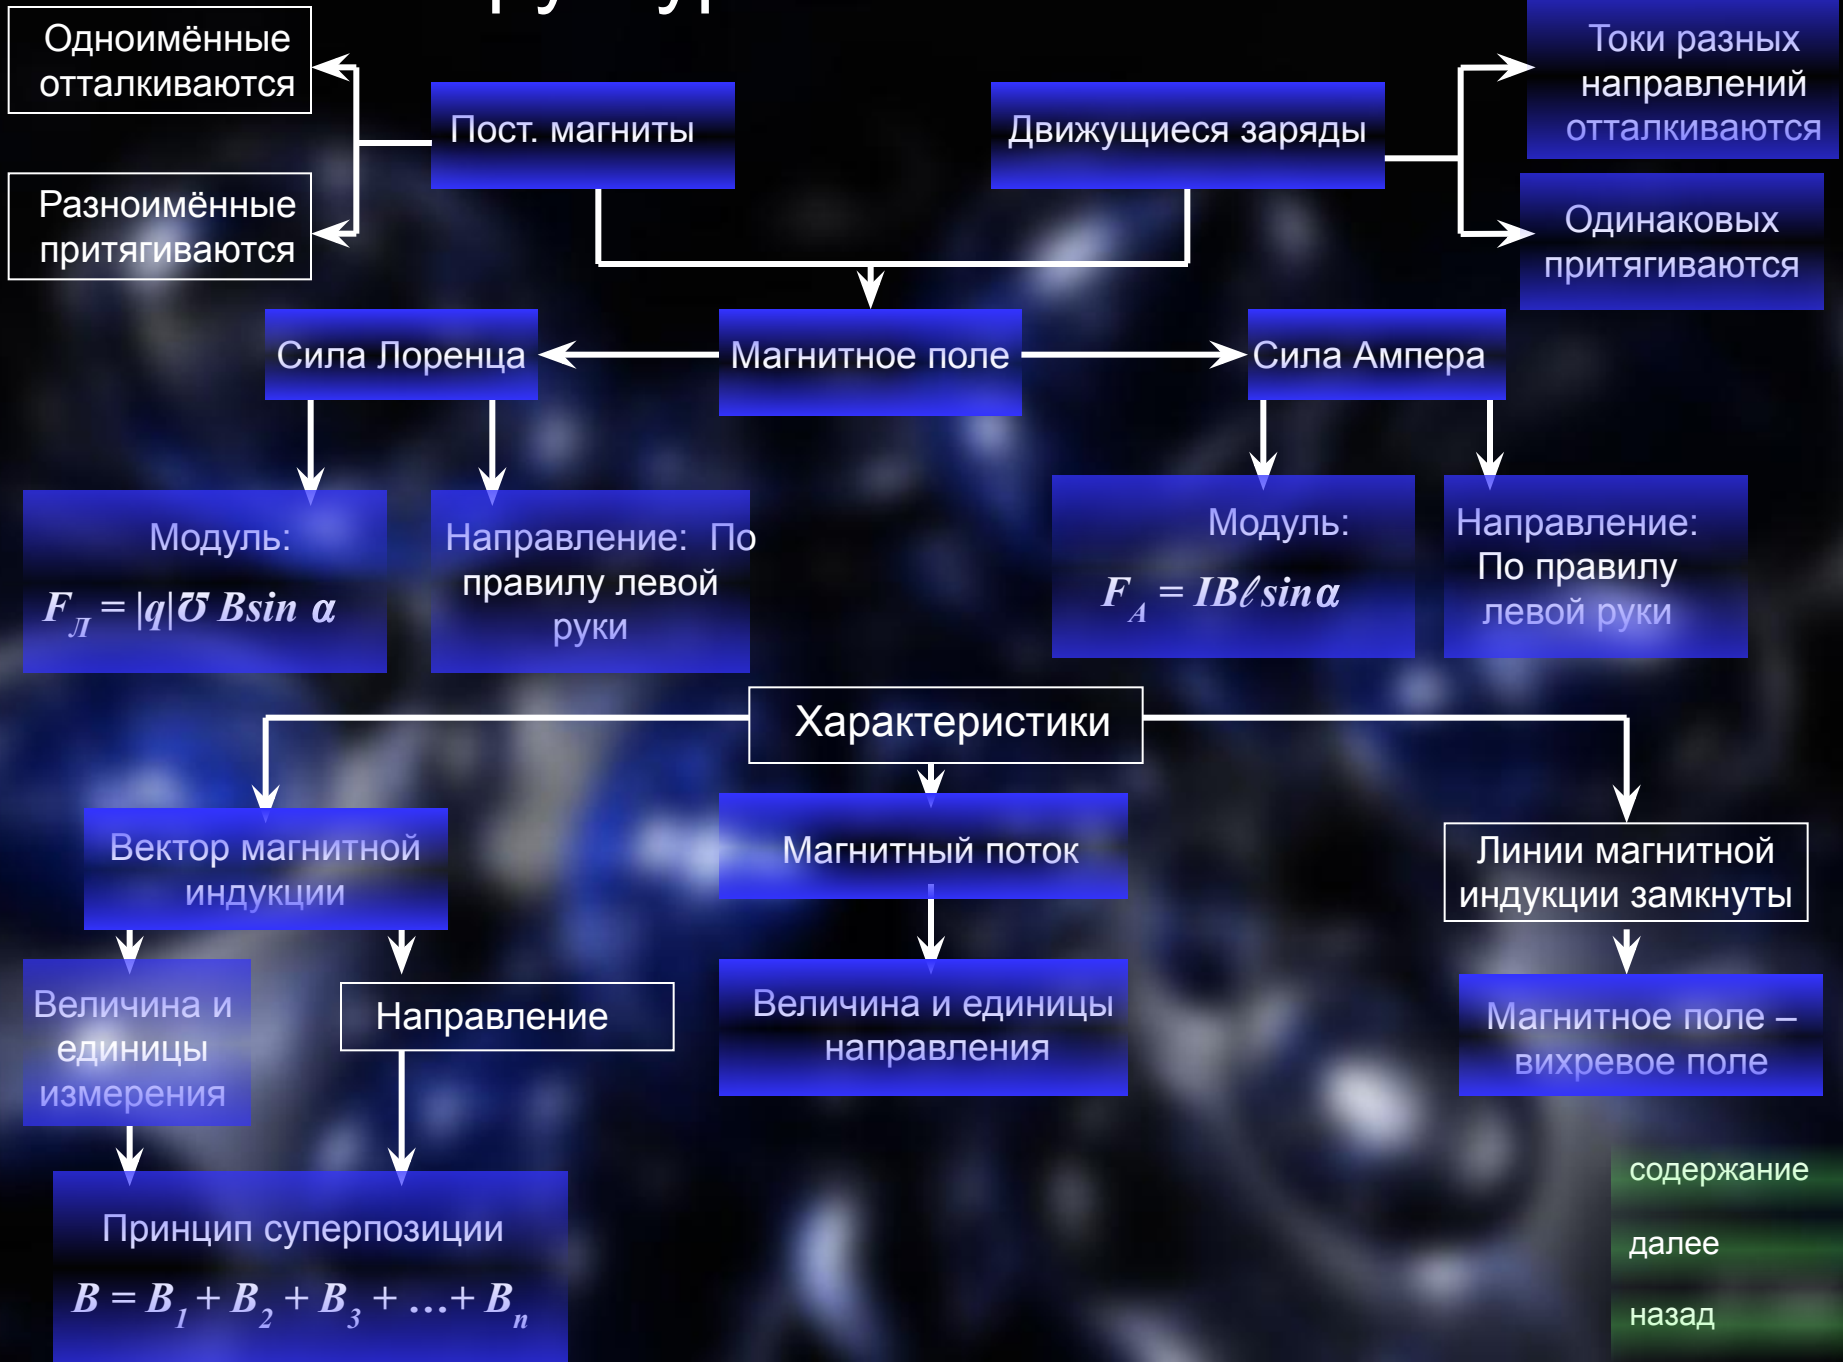 Одноимённые
отталкиваются
Разноимённые
притягиваются
Пост. магниты
Движущиеся заряды
Токи разных
направлений
отталкиваются
Одинаковых
притягиваются
Сила Лоренца
Магнитное поле
Сила Ампера
Модуль:
F_Л = |q|Ʊ Bsin α
Направление: По
правилу левой
руки
Модуль:
F_A = IBℓsinα
Направление:
По правилу
левой руки
Характеристики
Вектор магнитной
индукции
Магнитный поток
Линии магнитной
индукции замкнуты
Величина и
единицы
измерения
Направление
Величина и единицы
направления
Магнитное поле –
вихревое поле
Принцип суперпозиции
B = B_1 + B_2 + B_3 + …+ B_n
содержание
далее
назад